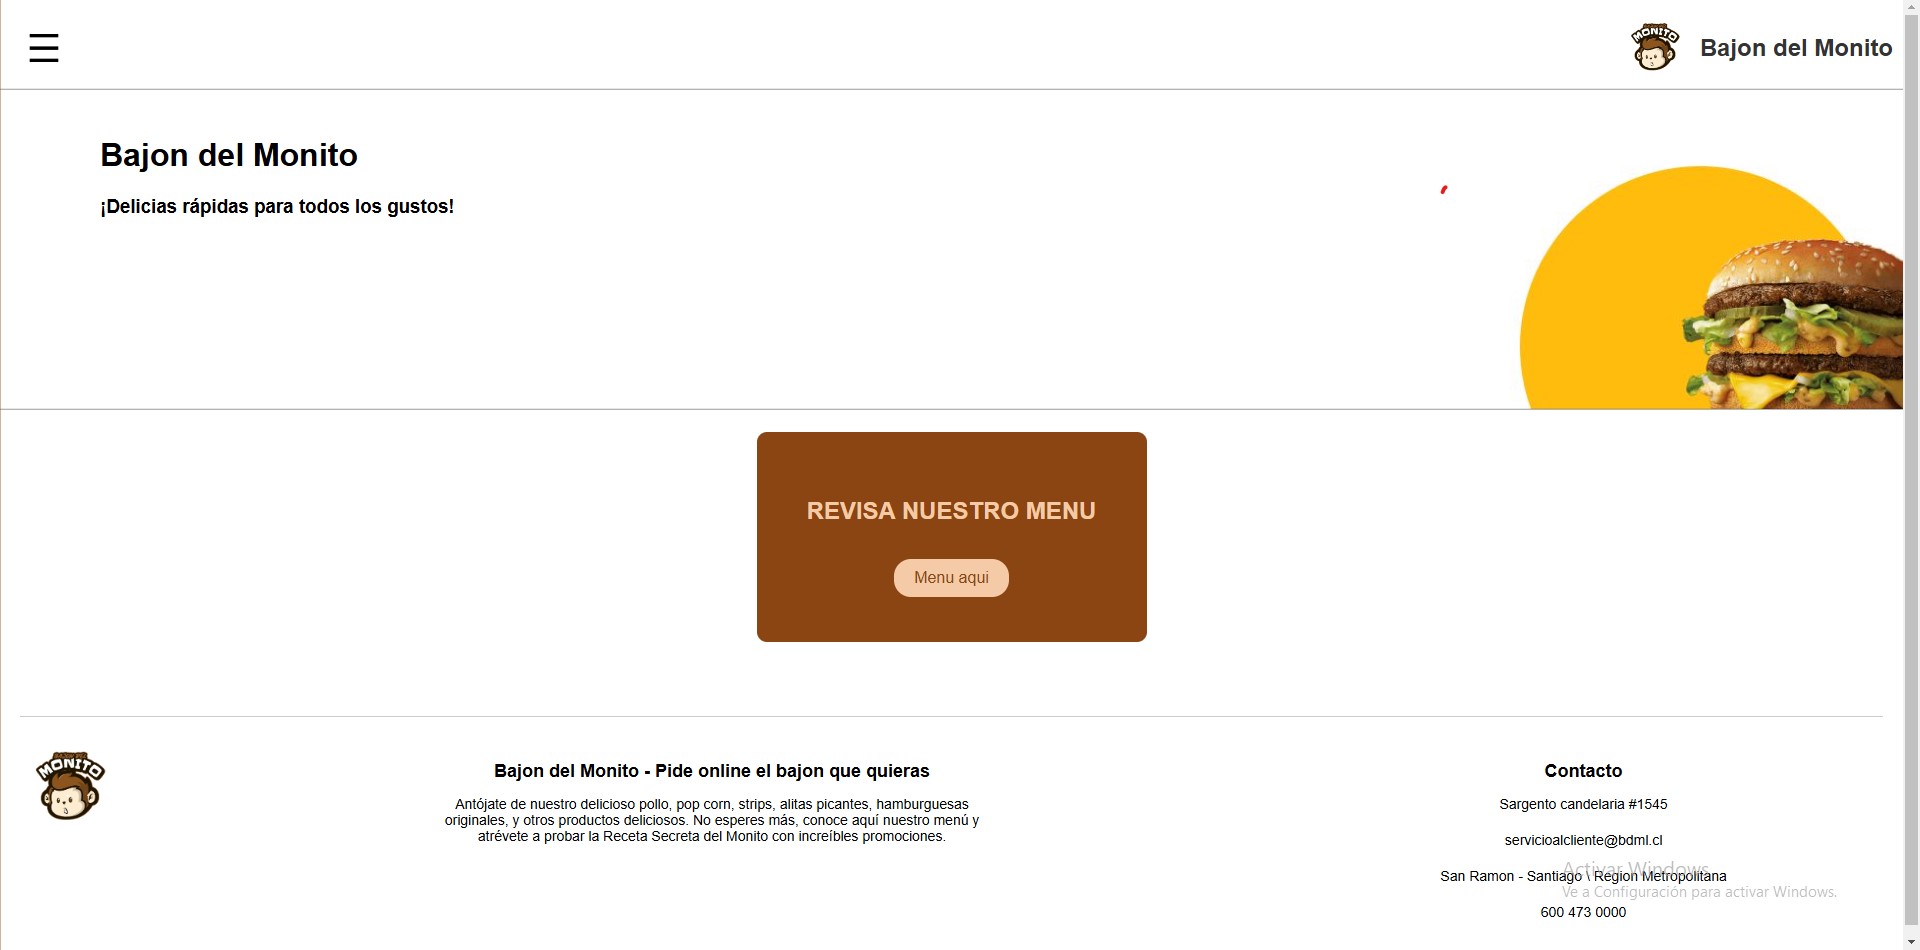 ☰
MONITO
Bajon del Monito
Bajon del Monito
¡Delicias rápidas para todos los gustos!
REVISA NUESTRO MENU
Menu aqui
MONITO
Bajon del Monito - Pide online el bajon que quieras
Antójate de nuestro delicioso pollo, pop corn, strips, alitas picantes, hamburguesas
originales, y otros productos deliciosos. No esperes más, conoce aquí nuestro menú y
atrévete a probar la Receta Secreta del Monito con increíbles promociones.
Contacto
Sargento candelaria #1545
servicioalcliente@bdml.cl
San Ramon - Santiago \ Region Metropolitana
600 473 0000
Activar Windows
Ve a Configuración para activar Windows.